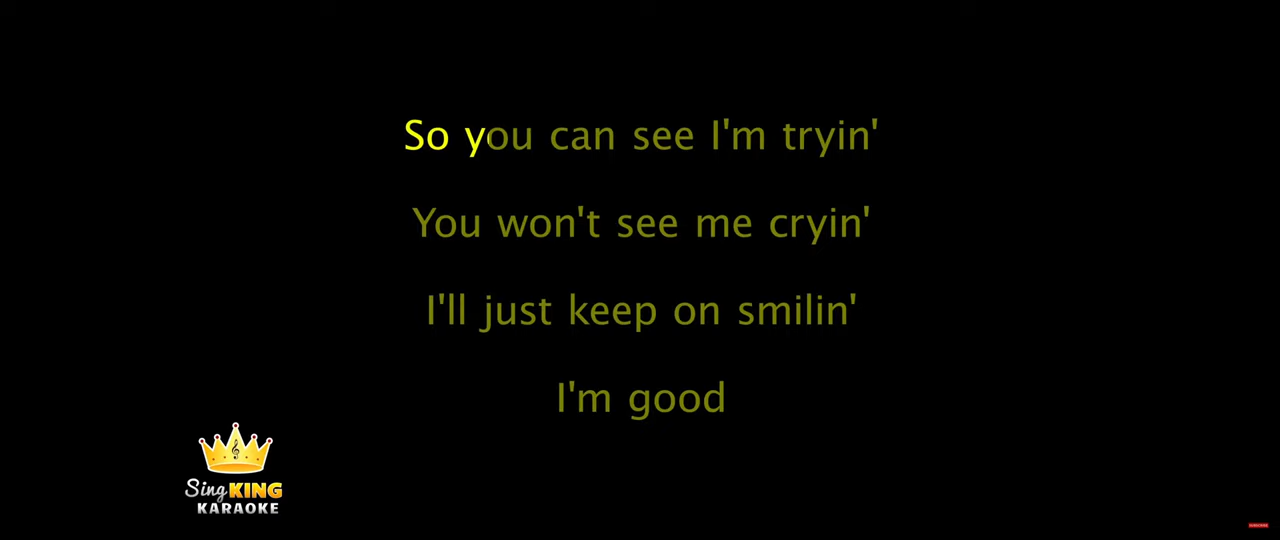 So you can see I'm tryin'
You won't see me cryin'
I'll just keep on smilin'
I'm good
Sing KING
KARAOKE
SUBSCRIBE